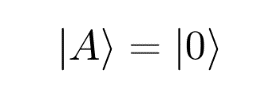 |A⟩ = |0⟩